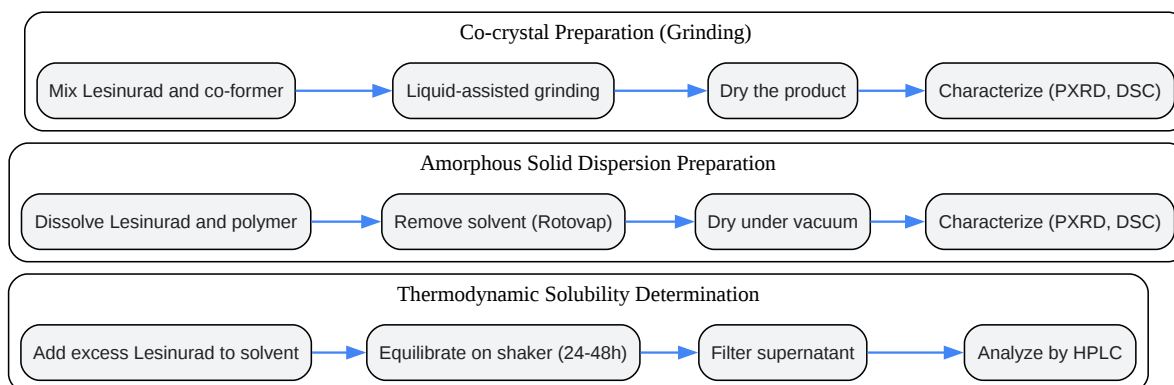 Co-crystal Preparation (Grinding)
Mix Lesinurad and co-former
Liquid-assisted grinding
Dry the product
Characterize (PXRD, DSC)
Amorphous Solid Dispersion Preparation
Dissolve Lesinurad and polymer
Remove solvent (Rotovap)
Dry under vacuum
Characterize (PXRD, DSC)
Thermodynamic Solubility Determination
Add excess Lesinurad to solvent
Equilibrate on shaker (24-48h)
Filter supernatant
Analyze by HPLC